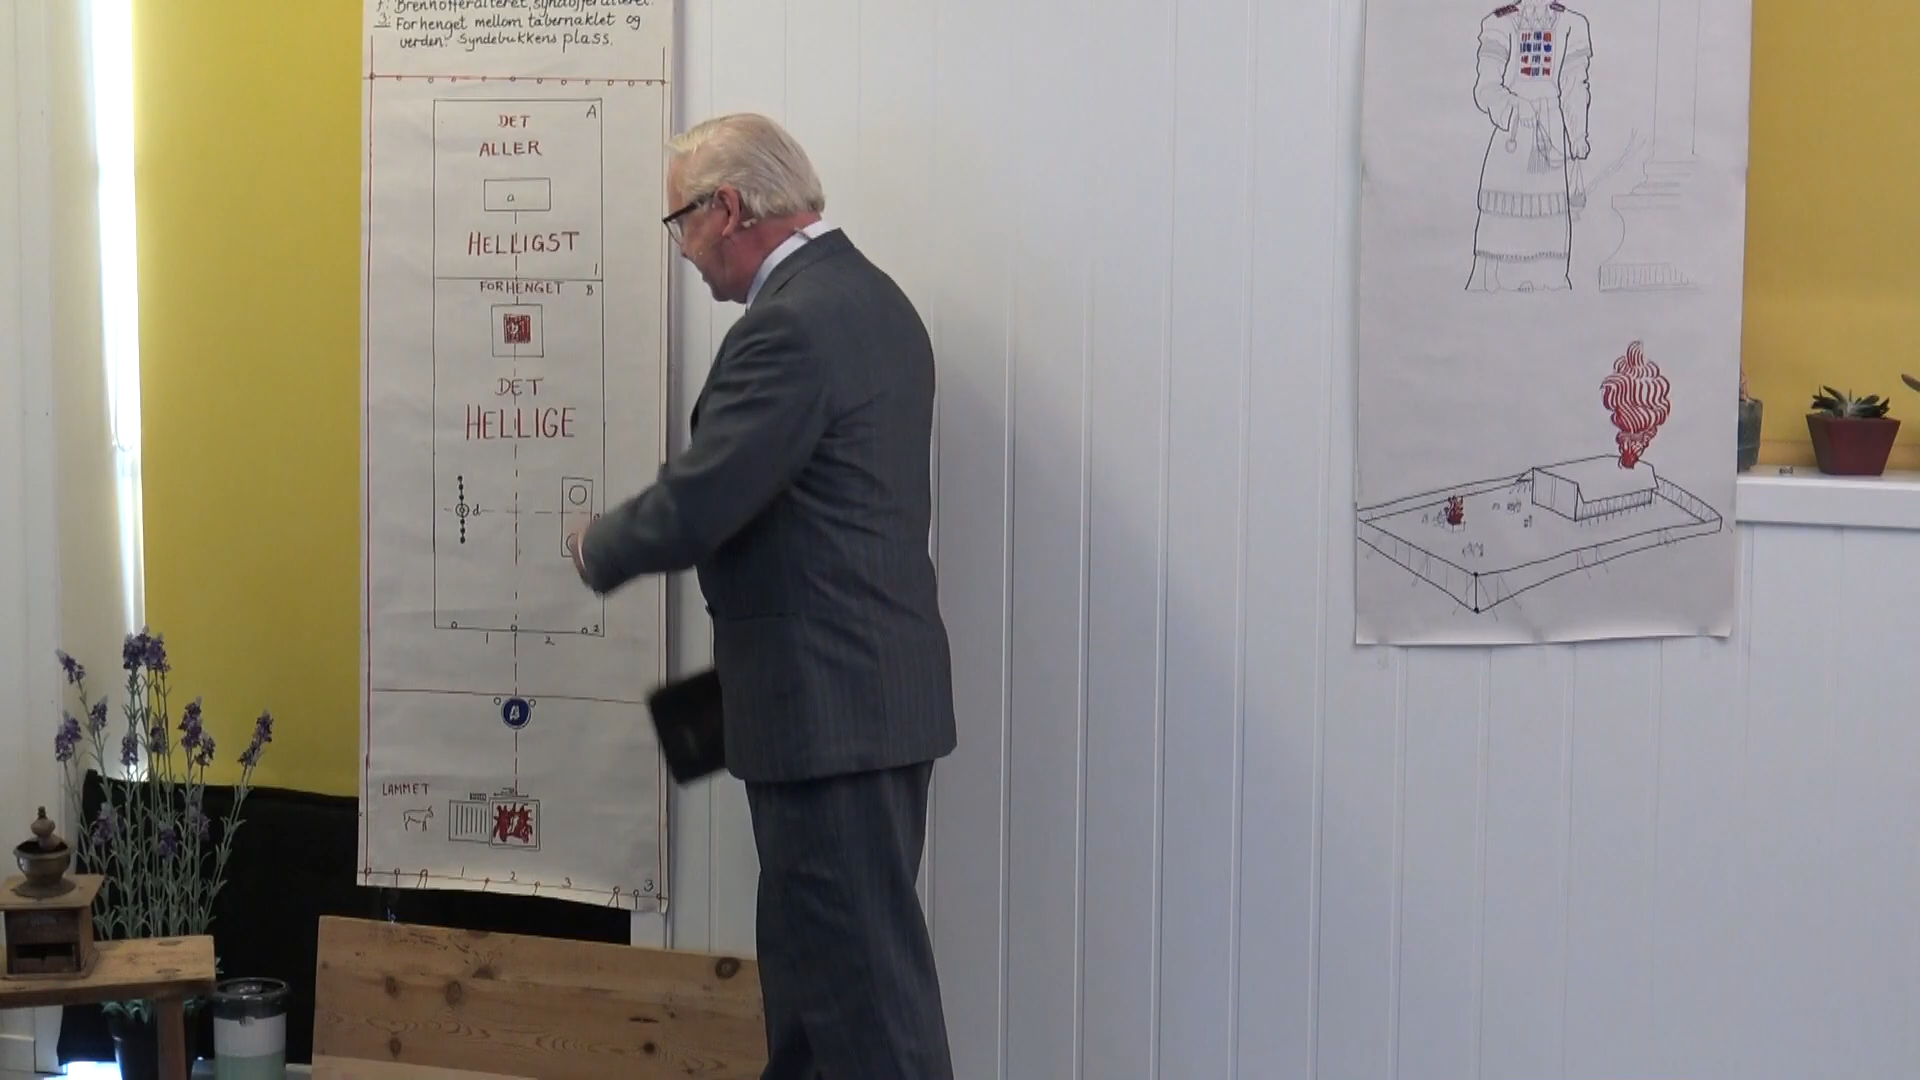 f: Brennofferalteret, syndofferalteret.
g: Forhenget mellom tabernaklet og
verden. Syndebukkens plass.
DET
A
ALLER
a
HELLIGST
1
FORHENGET
B
DET
HELLIGE
d
1
2
2
LAMMET
1
2
3
3